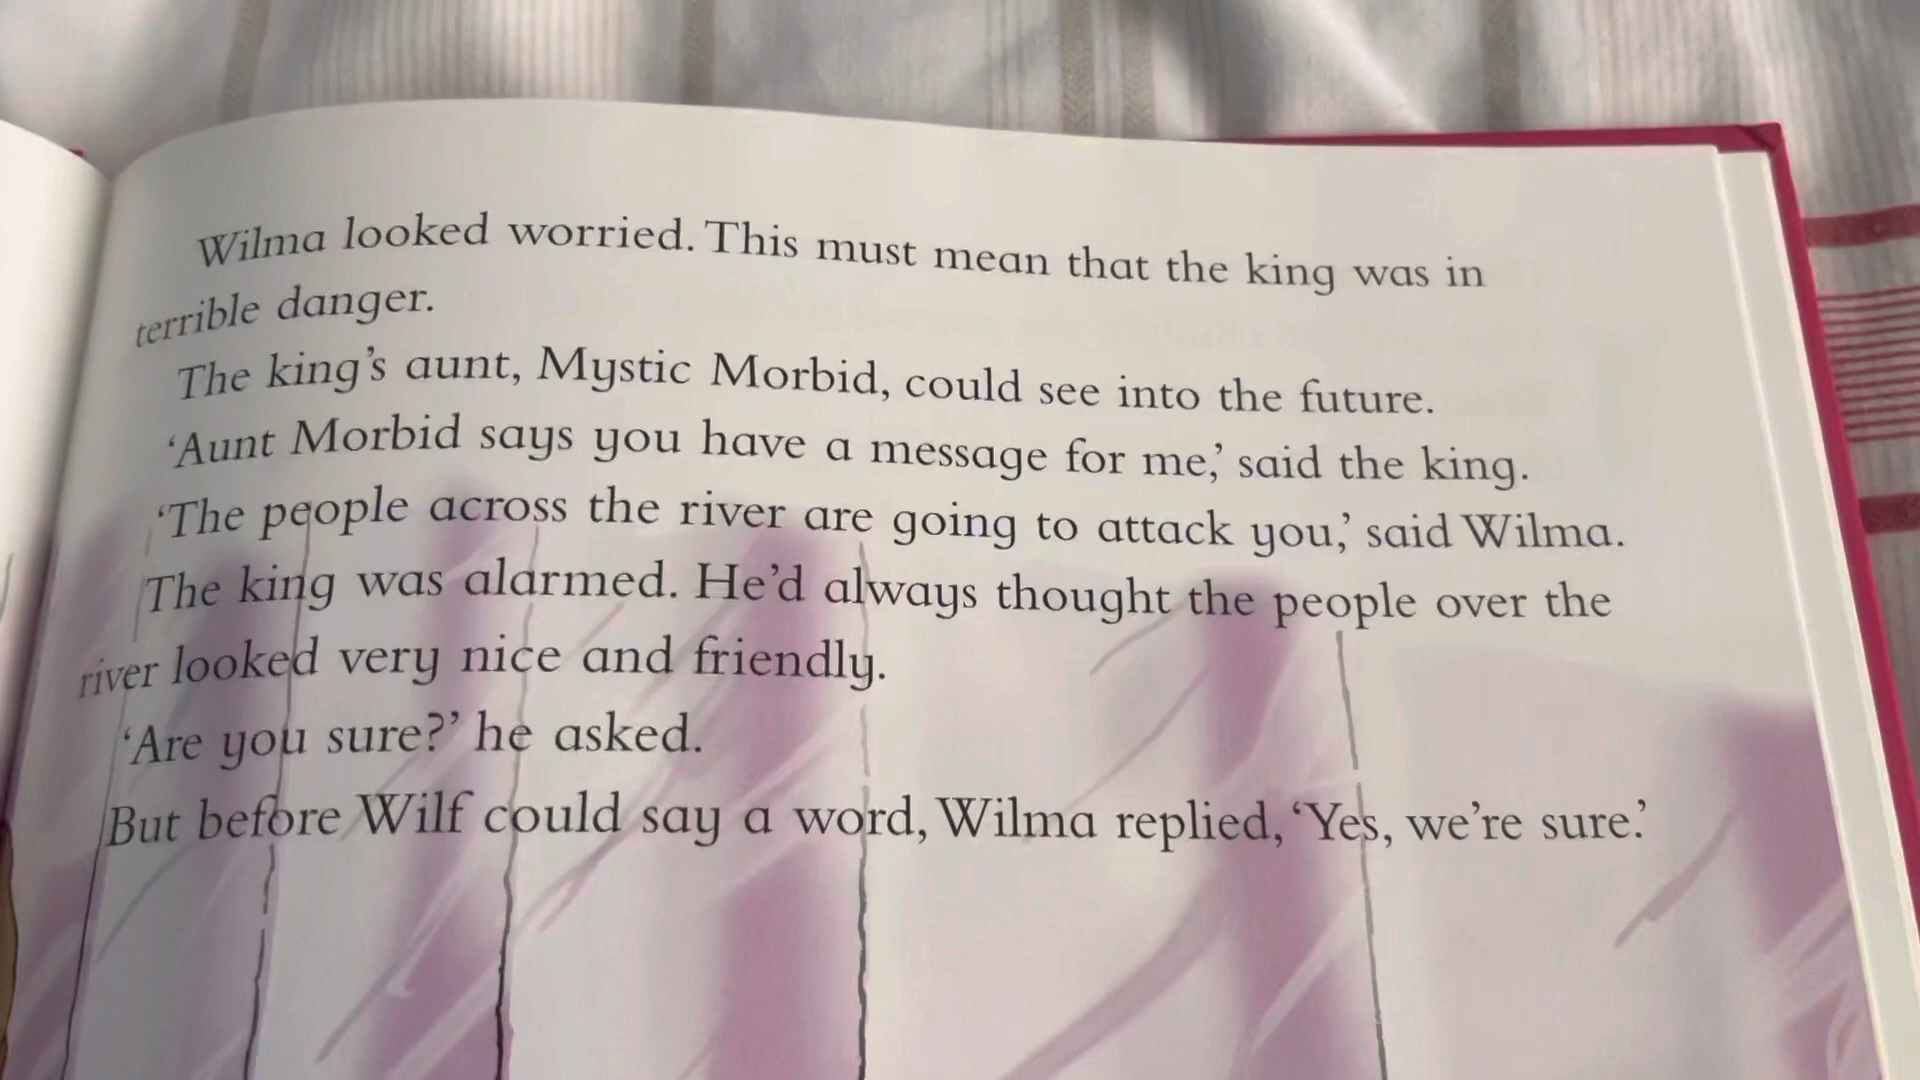 Wilma looked worried. This must mean that the king was in
terrible danger.
The king’s aunt, Mystic Morbid, could see into the future.
‘Aunt Morbid says you have a message for me,’ said the king.
‘The people across the river are going to attack you,’ said Wilma.
The king was alarmed. He’d always thought the people over the
river looked very nice and friendly.
‘Are you sure?’ he asked.
But before Wilf could say a word, Wilma replied, ‘Yes, we’re sure.’